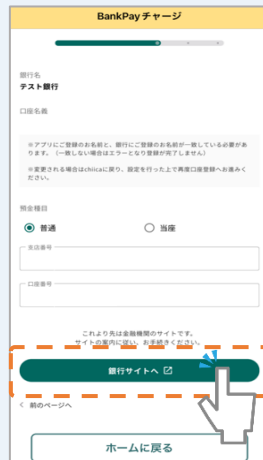 BankPay チャージ
銀行名
テスト銀行
口座名義
※アプリにご登録のお名前と、銀行にご登録のお名前が一致している必要があ
ります。（一致しない場合はエラーとなり登録が完了しません）
※変更される場合はchiicaに戻り、設定を行った上で再度口座登録へお進みく
ださい。
預金種目
普通 当座
支店番号
口座番号
これより先は金融機関のサイトです。
サイトの案内に従い、お手続きください。
銀行サイトへ
< 前のページへ
ホームに戻る